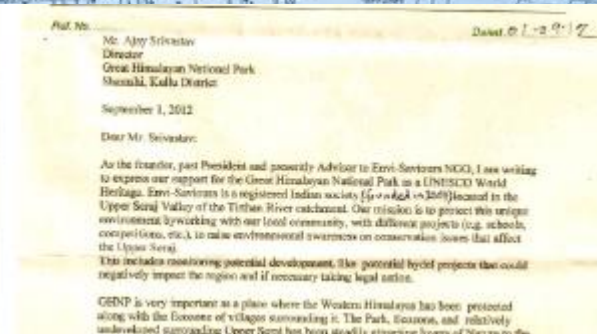 Ref. No.
Dated 01-09-12
Mr. Ajay Srivastav
Director
Great Himalayan National Park
Shamshi, Kullu District
September 1, 2012
Dear Mr. Srivastav:
As the founder, past President and presently Advisor to Envi-Saviours NGO, I am writing
to express our support for the Great Himalayan National Park as a UNESCO World
Heritage. Envi-Saviours is a registered Indian society (founded in) located in the
Upper Seraj Valley of the Tirthan River catchment. Our mission is to protect this unique
environment by working with our local community, with different projects (e.g. schools,
competitions, etc.), to raise environmental awareness on conservation issues that affect
the Upper Seraj.
This includes monitoring potential development, like potential hydel projects that could
negatively impact the region and if necessary taking legal action.
GHNP is very important as a place where the Western Himalaya has been protected
along with the Ecozone of villages surrounding it. The Park, Ecozone, and relatively
undeveloped surrounding Upper Seraj has been steadily attracting